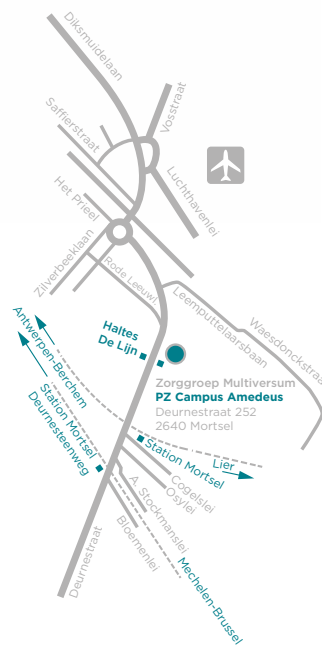 Diksmuidelaan
Vosstraat
Saffierstraat
Luchthavenlei
Het Prieel
Zilverbeeklaan
Rode Leeuwl.
Leemputtelaarsbaan
Waesdonckstraat
Antwerpen-Berchem
Haltes
De Lijn
Zorggroep Multiversum
PZ Campus Amedeus
Deurnestraat 252
2640 Mortsel
Station Mortsel
Deurnesteenweg
Station Mortsel
Lier
Cogelslei
Osylei
A. Stockmanslei
Bloemenlei
Deurnestraat
Mechelen-Brussel